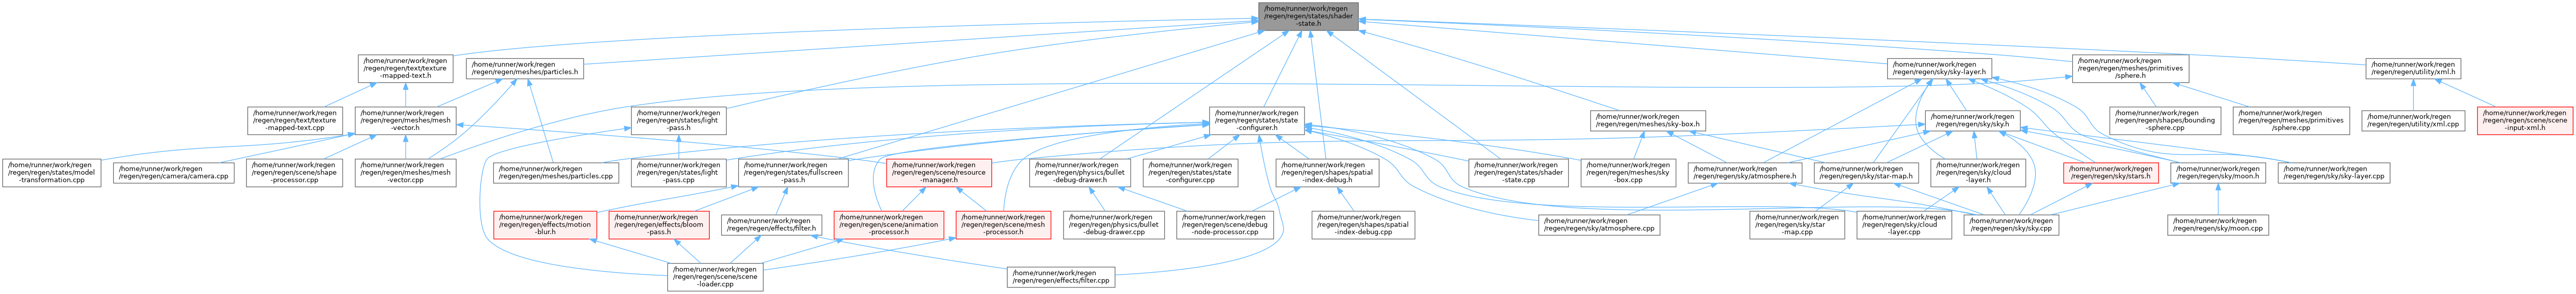 /home/runner/work/regen
/regen/regen/states/shader
-state.h
/home/runner/work/regen
/regen/regen/text/texture
-mapped-text.h
/home/runner/work/regen
/regen/regen/meshes/particles.h
/home/runner/work/regen
/regen/regen/sky/sky-layer.h
/home/runner/work/regen
/regen/regen/meshes/primitives
/sphere.h
/home/runner/work/regen
/regen/regen/utility/xml.h
/home/runner/work/regen
/regen/regen/text/texture
-mapped-text.cpp
/home/runner/work/regen
/regen/regen/meshes/mesh
-vector.h
/home/runner/work/regen
/regen/regen/states/light
-pass.h
/home/runner/work/regen
/regen/regen/states/state
-configurer.h
/home/runner/work/regen
/regen/regen/meshes/sky-box.h
/home/runner/work/regen
/regen/regen/sky/sky.h
/home/runner/work/regen
/regen/regen/shapes/bounding
-sphere.cpp
/home/runner/work/regen
/regen/regen/meshes/primitives
/sphere.cpp
/home/runner/work/regen
/regen/regen/utility/xml.cpp
/home/runner/work/regen
/regen/regen/scene/scene
-input-xml.h
/home/runner/work/regen
/regen/regen/states/model
-transformation.cpp
/home/runner/work/regen
/regen/regen/camera/camera.cpp
/home/runner/work/regen
/regen/regen/scene/shape
-processor.cpp
/home/runner/work/regen
/regen/regen/meshes/mesh
-vector.cpp
/home/runner/work/regen
/regen/regen/meshes/particles.cpp
/home/runner/work/regen
/regen/regen/states/light
-pass.cpp
/home/runner/work/regen
/regen/regen/states/fullscreen
-pass.h
/home/runner/work/regen
/regen/regen/scene/resource
-manager.h
/home/runner/work/regen
/regen/regen/physics/bullet
-debug-drawer.h
/home/runner/work/regen
/regen/regen/states/state
-configurer.cpp
/home/runner/work/regen
/regen/regen/shapes/spatial
-index-debug.h
/home/runner/work/regen
/regen/regen/states/shader
-state.cpp
/home/runner/work/regen
/regen/regen/meshes/sky
-box.cpp
/home/runner/work/regen
/regen/regen/sky/atmosphere.h
/home/runner/work/regen
/regen/regen/sky/star-map.h
/home/runner/work/regen
/regen/regen/sky/cloud
-layer.h
/home/runner/work/regen
/regen/regen/sky/stars.h
/home/runner/work/regen
/regen/regen/sky/moon.h
/home/runner/work/regen
/regen/regen/sky/sky-layer.cpp
/home/runner/work/regen
/regen/regen/effects/motion
-blur.h
/home/runner/work/regen
/regen/regen/effects/bloom
-pass.h
/home/runner/work/regen
/regen/regen/effects/filter.h
/home/runner/work/regen
/regen/regen/scene/animation
-processor.h
/home/runner/work/regen
/regen/regen/scene/mesh
-processor.h
/home/runner/work/regen
/regen/regen/physics/bullet
-debug-drawer.cpp
/home/runner/work/regen
/regen/regen/scene/debug
-node-processor.cpp
/home/runner/work/regen
/regen/regen/shapes/spatial
-index-debug.cpp
/home/runner/work/regen
/regen/regen/sky/atmosphere.cpp
/home/runner/work/regen
/regen/regen/sky/star
-map.cpp
/home/runner/work/regen
/regen/regen/sky/cloud
-layer.cpp
/home/runner/work/regen
/regen/regen/sky/sky.cpp
/home/runner/work/regen
/regen/regen/sky/moon.cpp
/home/runner/work/regen
/regen/regen/scene/scene
-loader.cpp
/home/runner/work/regen
/regen/regen/effects/filter.cpp